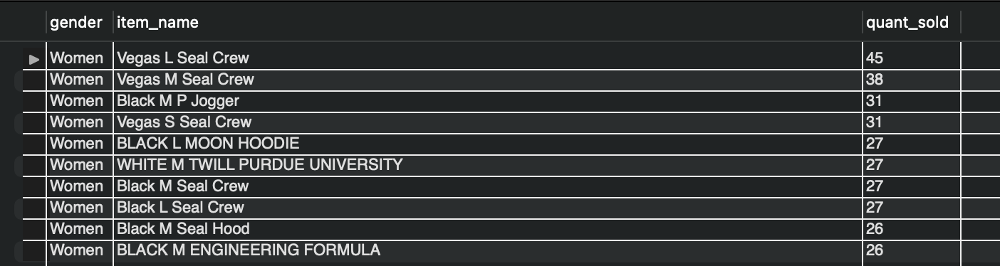 gender item_name quant_sold
Women Vegas L Seal Crew 45
Women Vegas M Seal Crew 38
Women Black M P Jogger 31
Women Vegas S Seal Crew 31
Women BLACK L MOON HOODIE 27
Women WHITE M TWILL PURDUE UNIVERSITY 27
Women Black M Seal Crew 27
Women Black L Seal Crew 27
Women Black M Seal Hood 26
Women BLACK M ENGINEERING FORMULA 26